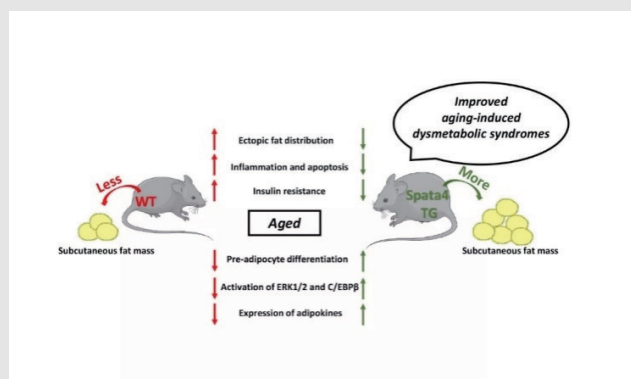 Improved
aging-induced
dysmetabolic syndromes
Ectopic fat distribution
Inflammation and apoptosis
Insulin resistance
Less
WT
Subcutaneous fat mass
Aged
Spata4
TG
More
Subcutaneous fat mass
Pre-adipocyte differentiation
Activation of ERK1/2 and C/EBPβ
Expression of adipokines